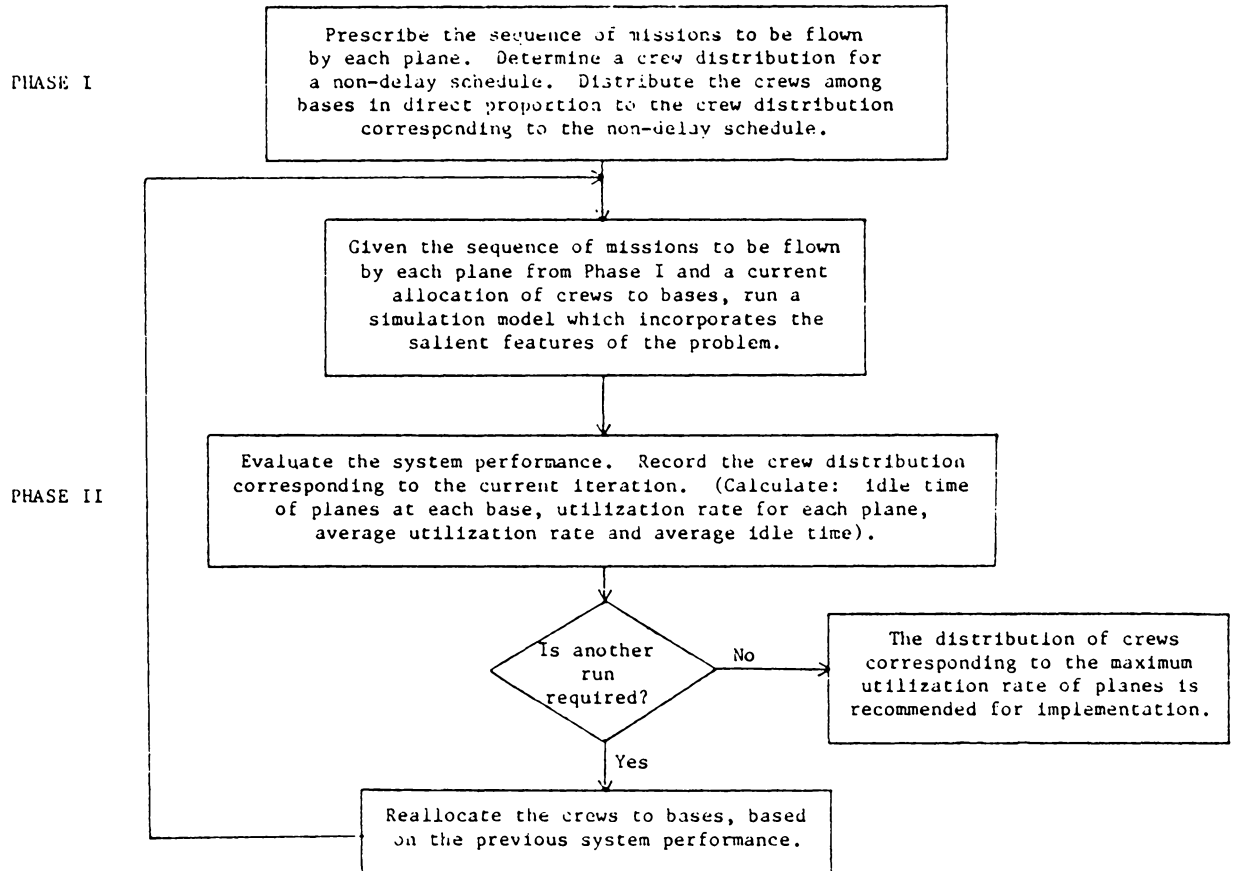 Prescribe the sequence of missions to be flown
by each plane. Determine a crew distribution for
a non-delay schedule. Distribute the crews among
bases in direct proportion to the crew distribution
corresponding to the non-delay schedule.
PHASE I
Given the sequence of missions to be flown
by each plane from Phase I and a current
allocation of crews to bases, run a
simulation model which incorporates the
salient features of the problem.
Evaluate the system performance. Record the crew distribution
corresponding to the current iteration. (Calculate: idle time
of planes at each base, utilization rate for each plane,
average utilization rate and average idle time).
PHASE II
Is another
run
required?
No
The distribution of crews
corresponding to the maximum
utilization rate of planes is
recommended for implementation.
Yes
Reallocate the crews to bases, based
on the previous system performance.